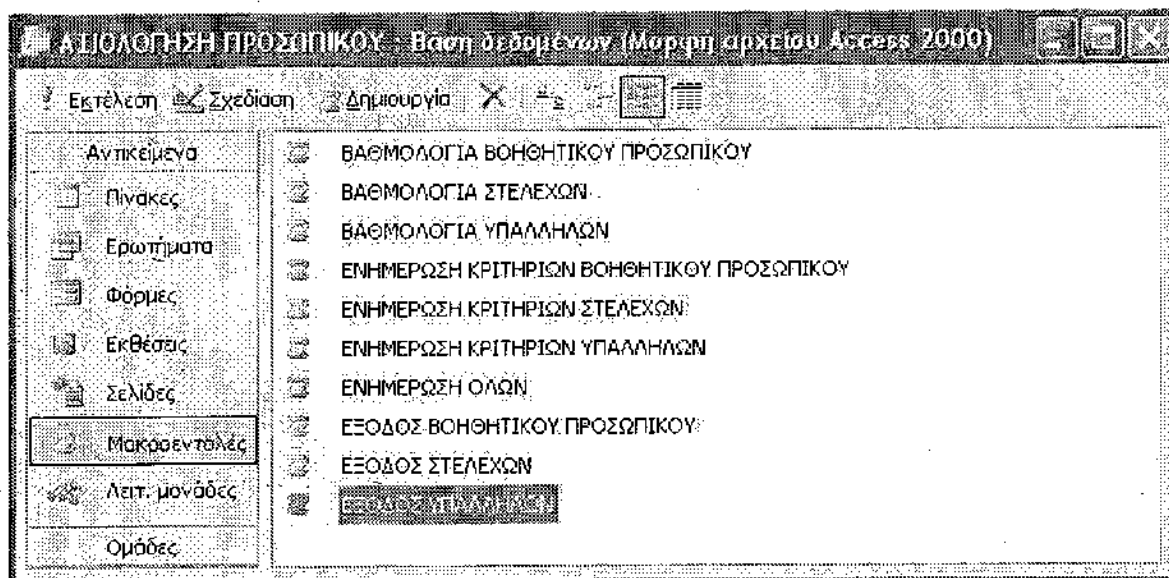 ΑΞΙΟΛΟΓΗΣΗ ΠΡΟΣΩΠΙΚΟΥ : Βάση δεδομένων (Μορφή αρχείου Access 2000)
Εκτέλεση Σχεδίαση Δημιουργία
Αντικείμενα
Πίνακες
Ερωτήματα
Φόρμες
Εκθέσεις
Σελίδες
Μακροεντολές
Λειτ. μονάδες
Ομάδες
ΒΑΘΜΟΛΟΓΙΑ ΒΟΗΘΗΤΙΚΟΥ ΠΡΟΣΩΠΙΚΟΥ
ΒΑΘΜΟΛΟΓΙΑ ΣΤΕΛΕΧΩΝ
ΒΑΘΜΟΛΟΓΙΑ ΥΠΑΛΛΗΛΩΝ
ΕΝΗΜΕΡΩΣΗ ΚΡΙΤΗΡΙΩΝ ΒΟΗΘΗΤΙΚΟΥ ΠΡΟΣΩΠΙΚΟΥ
ΕΝΗΜΕΡΩΣΗ ΚΡΙΤΗΡΙΩΝ ΣΤΕΛΕΧΩΝ
ΕΝΗΜΕΡΩΣΗ ΚΡΙΤΗΡΙΩΝ ΥΠΑΛΛΗΛΩΝ
ΕΝΗΜΕΡΩΣΗ ΟΛΩΝ
ΕΞΟΔΟΣ ΒΟΗΘΗΤΙΚΟΥ ΠΡΟΣΩΠΙΚΟΥ
ΕΞΟΔΟΣ ΣΤΕΛΕΧΩΝ
ΕΞΟΔΟΣ ΥΠΑΛΛΗΛΩΝ